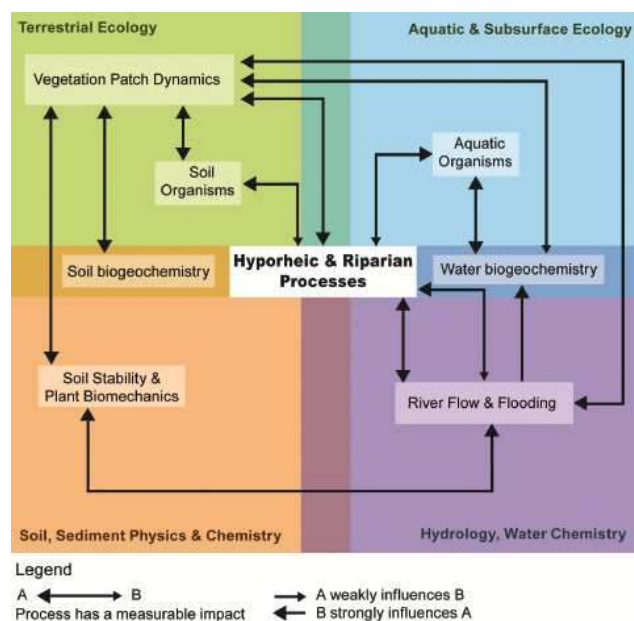 Terrestrial Ecology
Aquatic & Subsurface Ecology
Vegetation Patch Dynamics
Aquatic
Organisms
Soil
Organisms
Soil biogeochemistry
Hyporheic & Riparian
Processes
Water biogeochemistry
Soil Stability &
Plant Biomechanics
River Flow & Flooding
Soil, Sediment Physics & Chemistry
Hydrology, Water Chemistry
Legend
A B
A weakly influences B
Process has a measurable impact
B strongly influences A